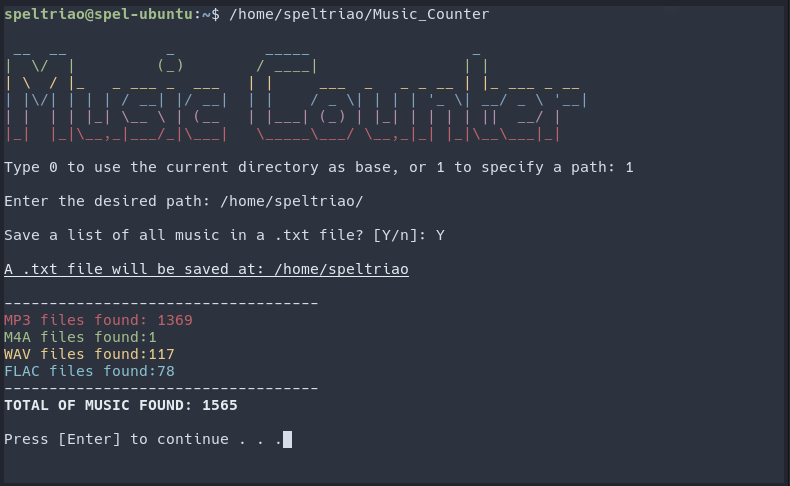 speltriao@spel-ubuntu:~$ /home/speltriao/Music_Counter
Music Counter
Type 0 to use the current directory as base, or 1 to specify a path: 1
Enter the desired path: /home/speltriao/
Save a list of all music in a .txt file? [Y/n]: Y
A .txt file will be saved at: /home/speltriao
-----------------------------------
MP3 files found: 1369
M4A files found:1
WAV files found:117
FLAC files found:78
-----------------------------------
TOTAL OF MUSIC FOUND: 1565
Press [Enter] to continue . . .